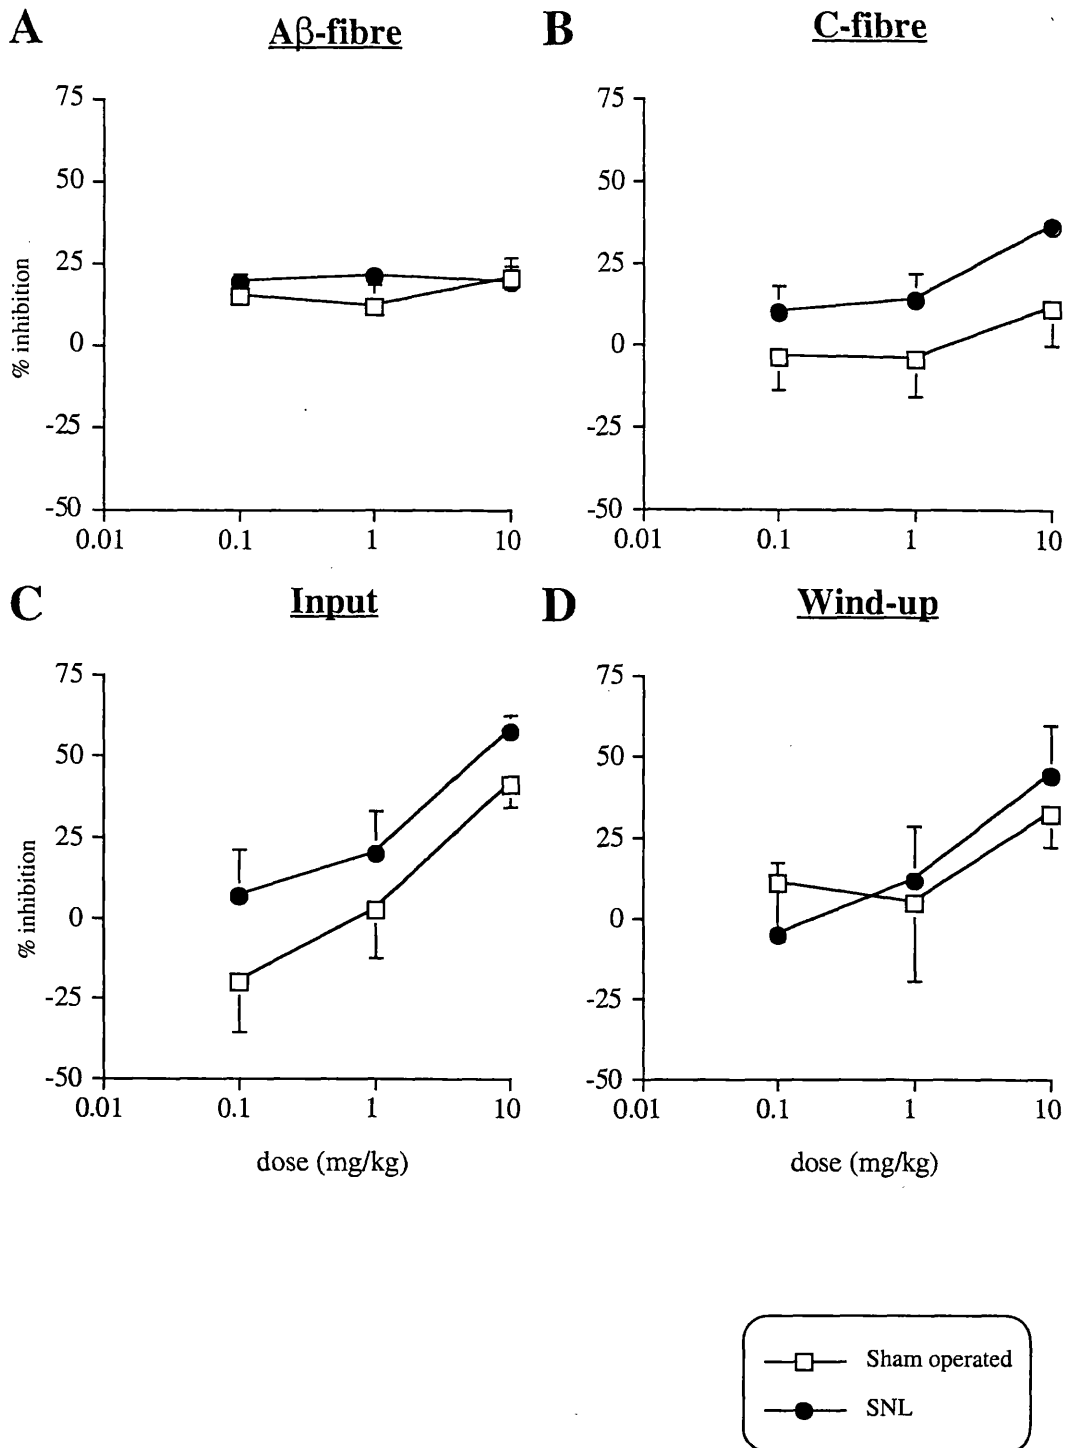 A
Aβ-fibre
75
50
25
0
-25
-50
% inhibition
0.01 0.1 1 10
B
C-fibre
75
50
25
0
-25
-50
0.01 0.1 1 10
C
Input
75
50
25
0
-25
-50
% inhibition
0.01 0.1 1 10
dose (mg/kg)
D
Wind-up
75
50
25
0
-25
-50
0.01 0.1 1 10
dose (mg/kg)
Sham operated
SNL